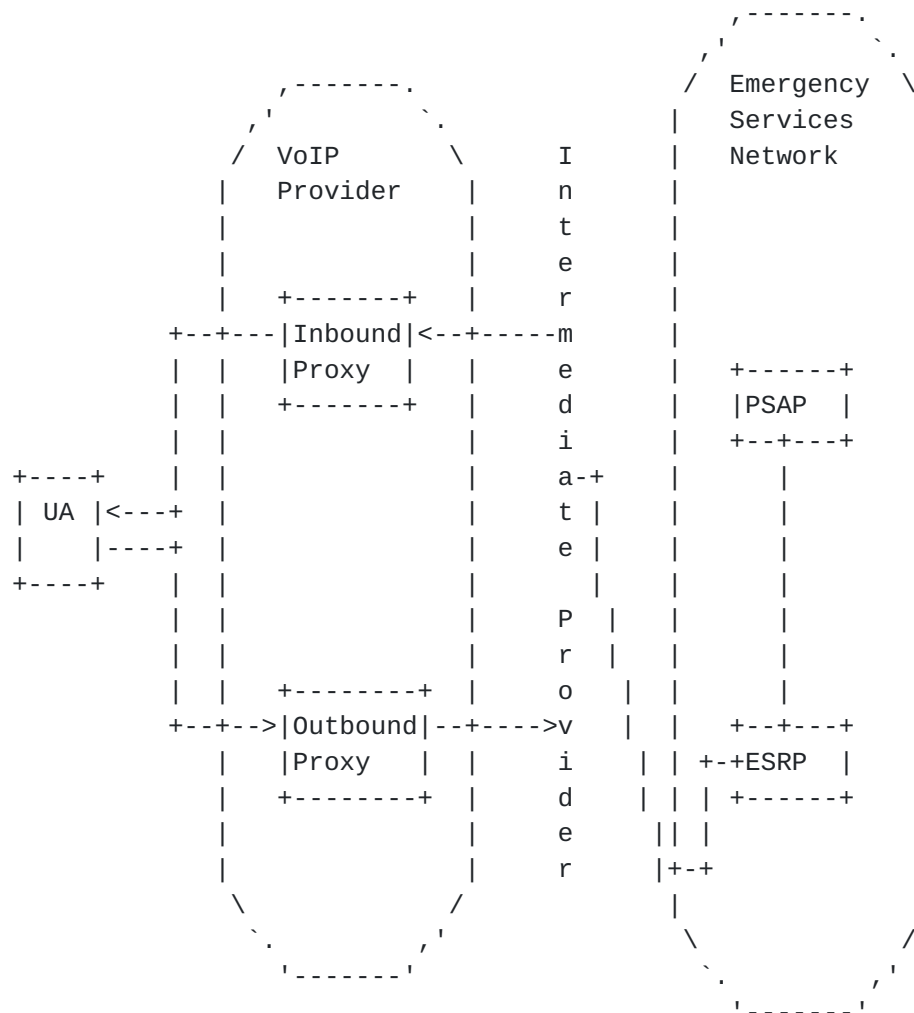 Emergency
Services
Network
VoIP
Provider
Intermediate Provider
Inbound
Proxy
PSAP
UA
Outbound
Proxy
ESRP